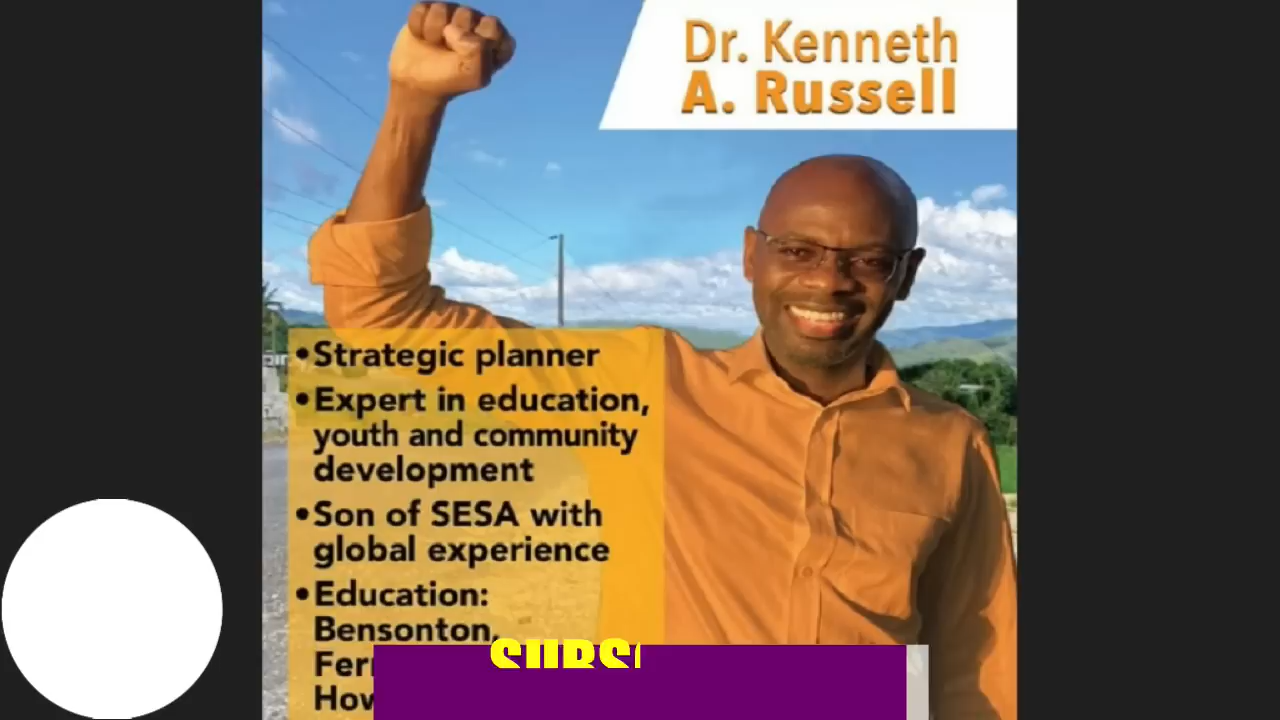 Dr. Kenneth
A. Russell
•Strategic planner
•Expert in education,
youth and community
development
•Son of SESA with
global experience
•Education:
Bensonton,